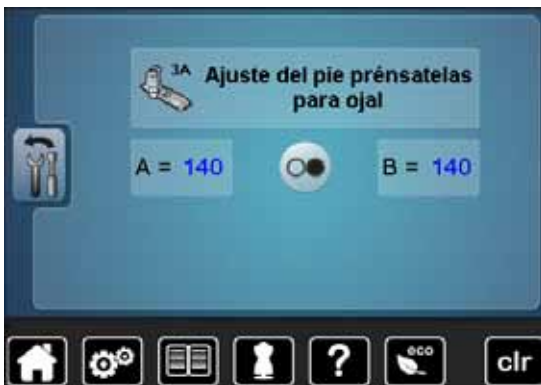 3A
Ajuste del pie prénsatelas
para ojal
A = 140
B = 140
?
eco
clr